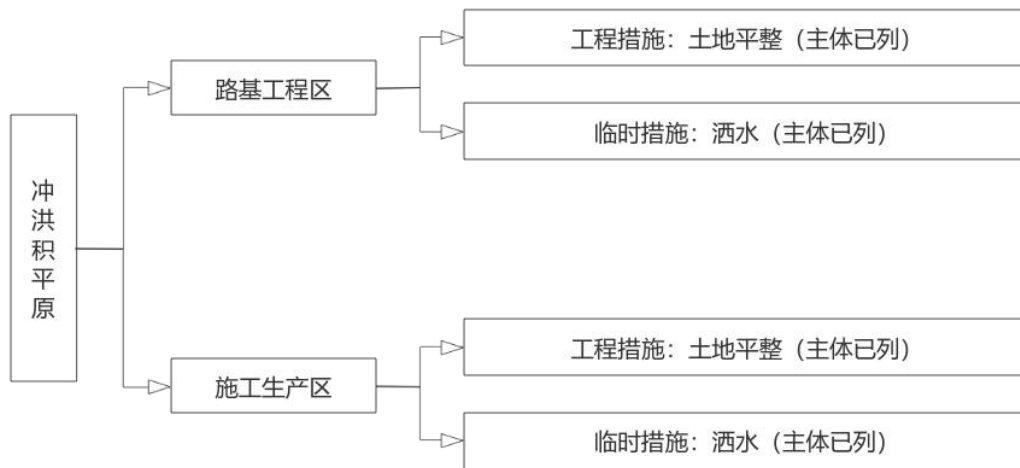 冲洪积平原
路基工程区
工程措施：土地平整（主体已列）
临时措施：洒水（主体已列）
施工生产区
工程措施：土地平整（主体已列）
临时措施：洒水（主体已列）